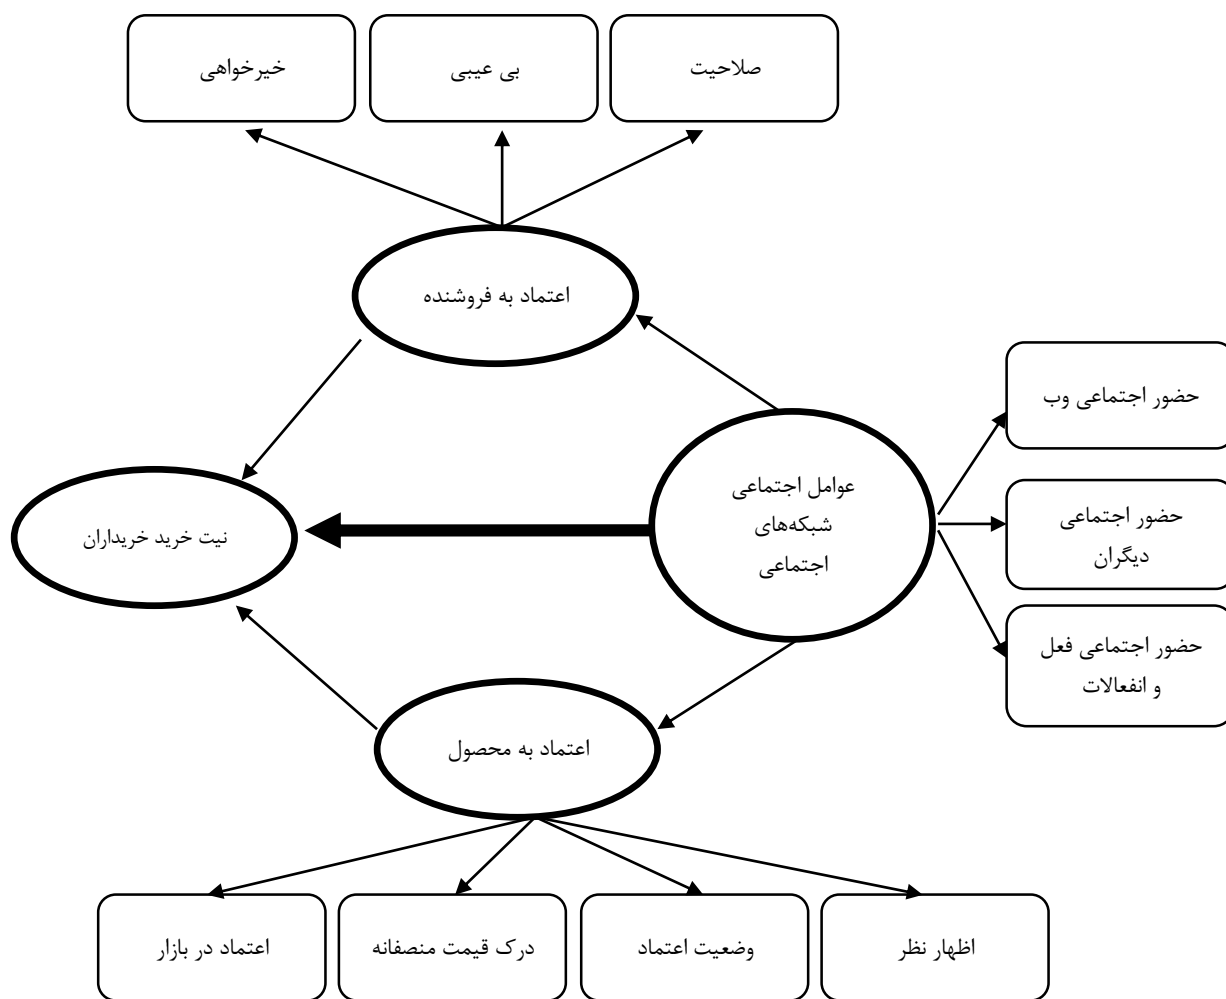 صلاحیت
بی عیبی
خیرخواهی
اعتماد به فروشنده
حضور اجتماعی وب
عوامل اجتماعی
شبکه‌های
اجتماعی
حضور اجتماعی
دیگران
نیت خرید خریداران
حضور اجتماعی فعل
و انفعالات
اعتماد به محصول
اظهار نظر
وضعیت اعتماد
درک قیمت منصفانه
اعتماد در بازار